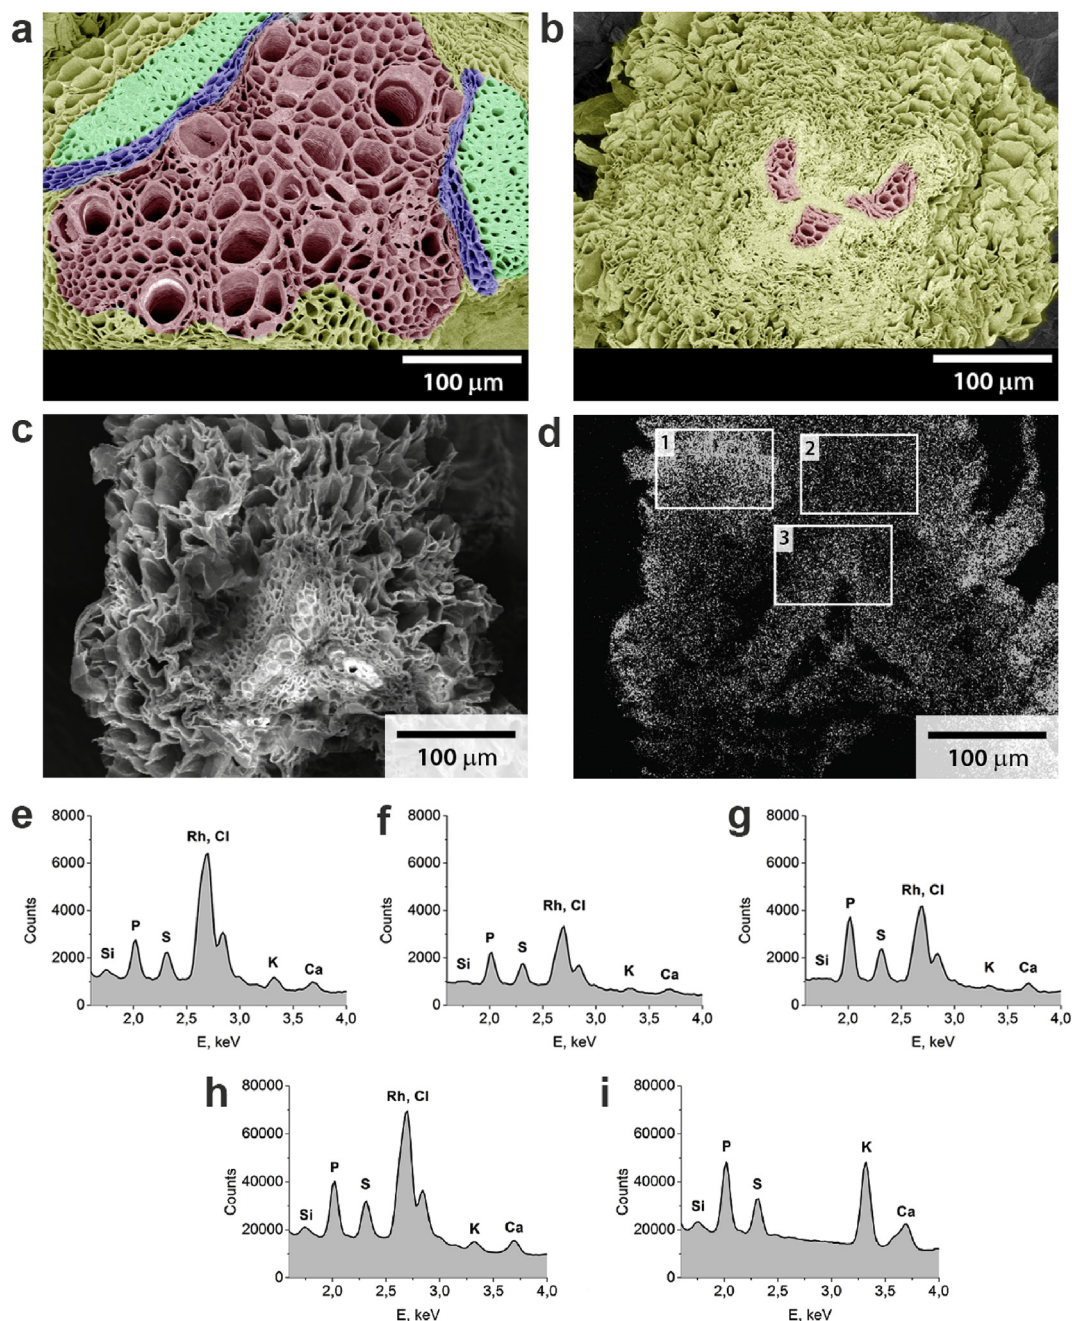 a
b
100 µm
100 µm
c
d
1
2
3
100 µm
100 µm
e
f
g
8000
6000
4000
2000
0
Counts
Si
P
S
Rh, Cl
K
Ca
2,0
2,5
3,0
3,5
4,0
E, keV
8000
6000
4000
2000
0
Counts
Si
P
S
Rh, Cl
K
Ca
2,0
2,5
3,0
3,5
4,0
E, keV
8000
6000
4000
2000
0
Counts
Si
P
S
Rh, Cl
K
Ca
2,0
2,5
3,0
3,5
4,0
E, keV
h
i
80000
60000
40000
20000
0
Counts
Si
P
S
Rh, Cl
K
Ca
2,0
2,5
3,0
3,5
4,0
E, keV
80000
60000
40000
20000
0
Counts
Si
P
S
K
Ca
2,0
2,5
3,0
3,5
4,0
E, keV